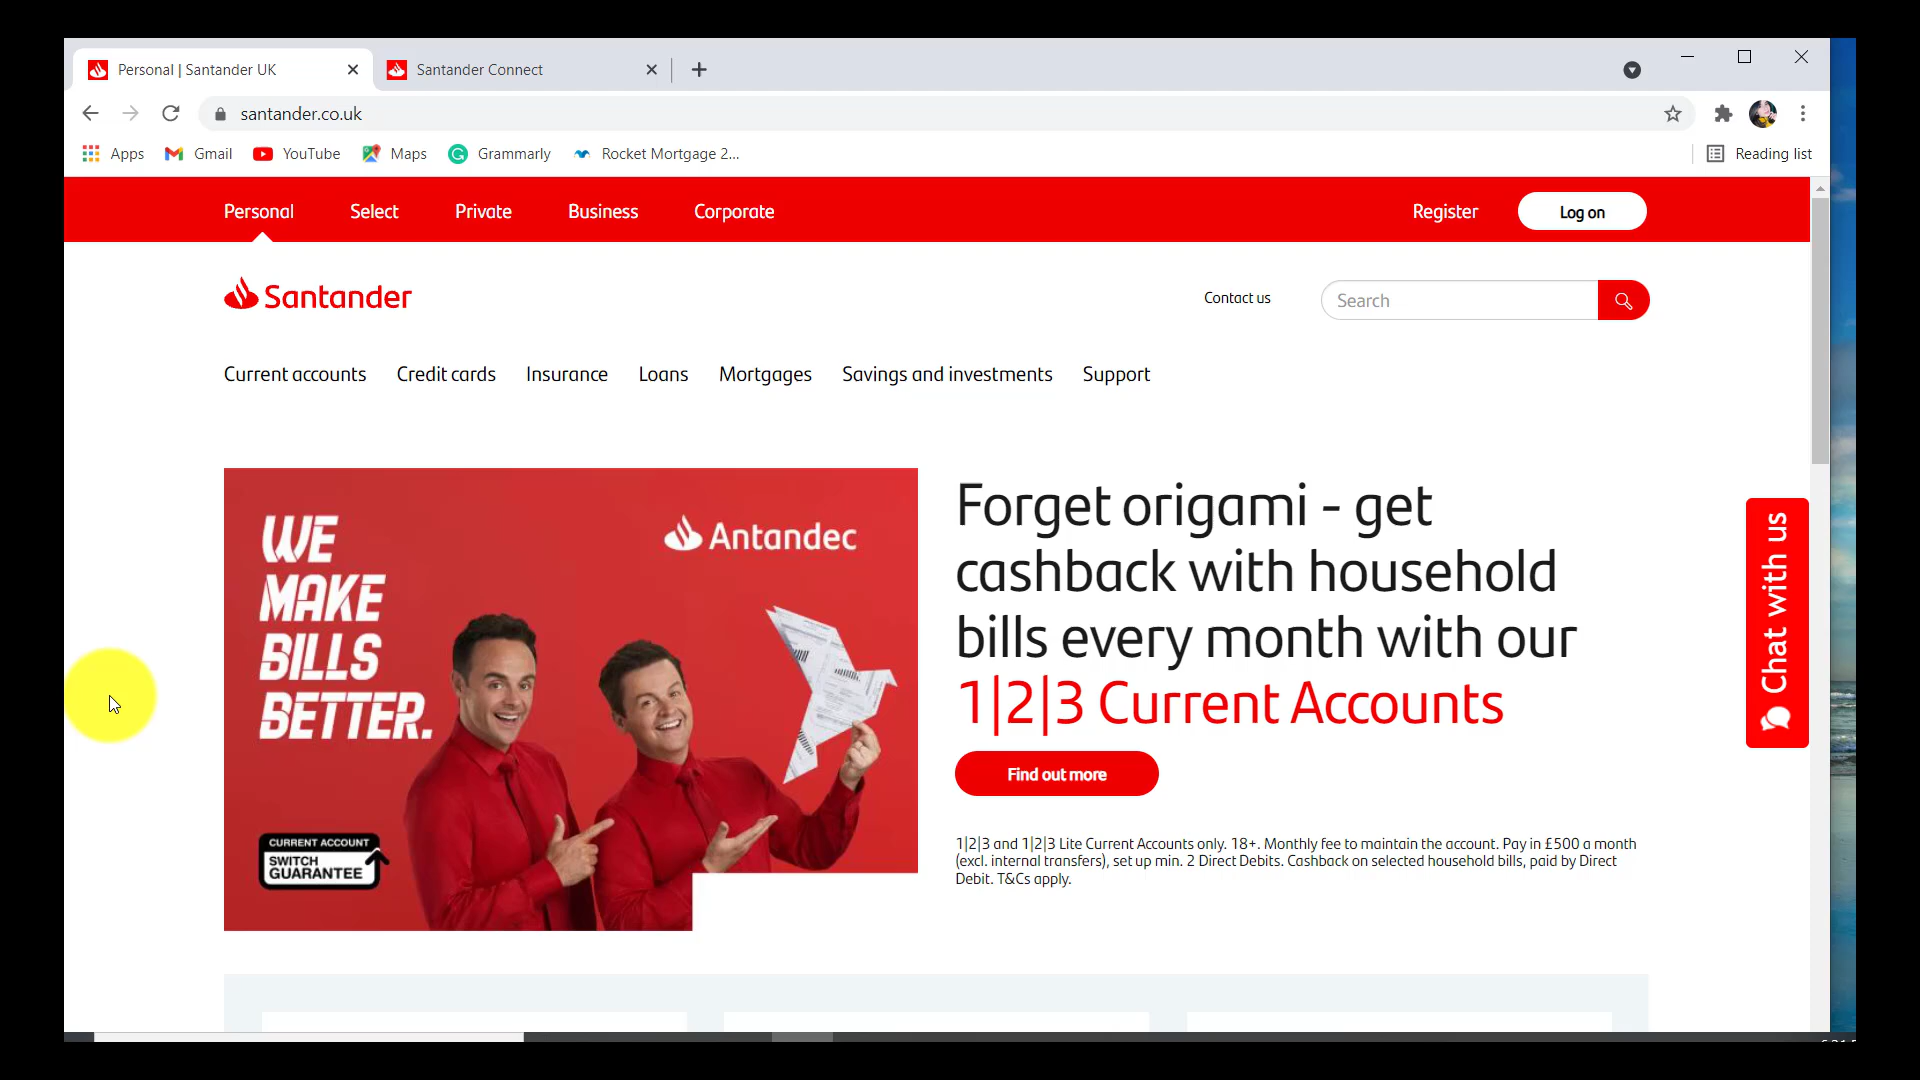 Personal | Santander UK
Santander Connect
santander.co.uk
Apps
Gmail
YouTube
Maps
Grammarly
Rocket Mortgage 2...
Reading list
Personal
Select
Private
Business
Corporate
Register
Log on
Santander
Contact us
Search
Current accounts
Credit cards
Insurance
Loans
Mortgages
Savings and investments
Support
WE
MAKE
BILLS
BETTER.
Antandec
CURRENT ACCOUNT
SWITCH
GUARANTEE
Forget origami - get
cashback with household
bills every month with our
1|2|3 Current Accounts
Find out more
1|2|3 and 1|2|3 Lite Current Accounts only. 18+. Monthly fee to maintain the account. Pay in £500 a month
(excl. internal transfers), set up min. 2 Direct Debits. Cashback on selected household bills, paid by Direct
Debit. T&Cs apply.
Chat with us